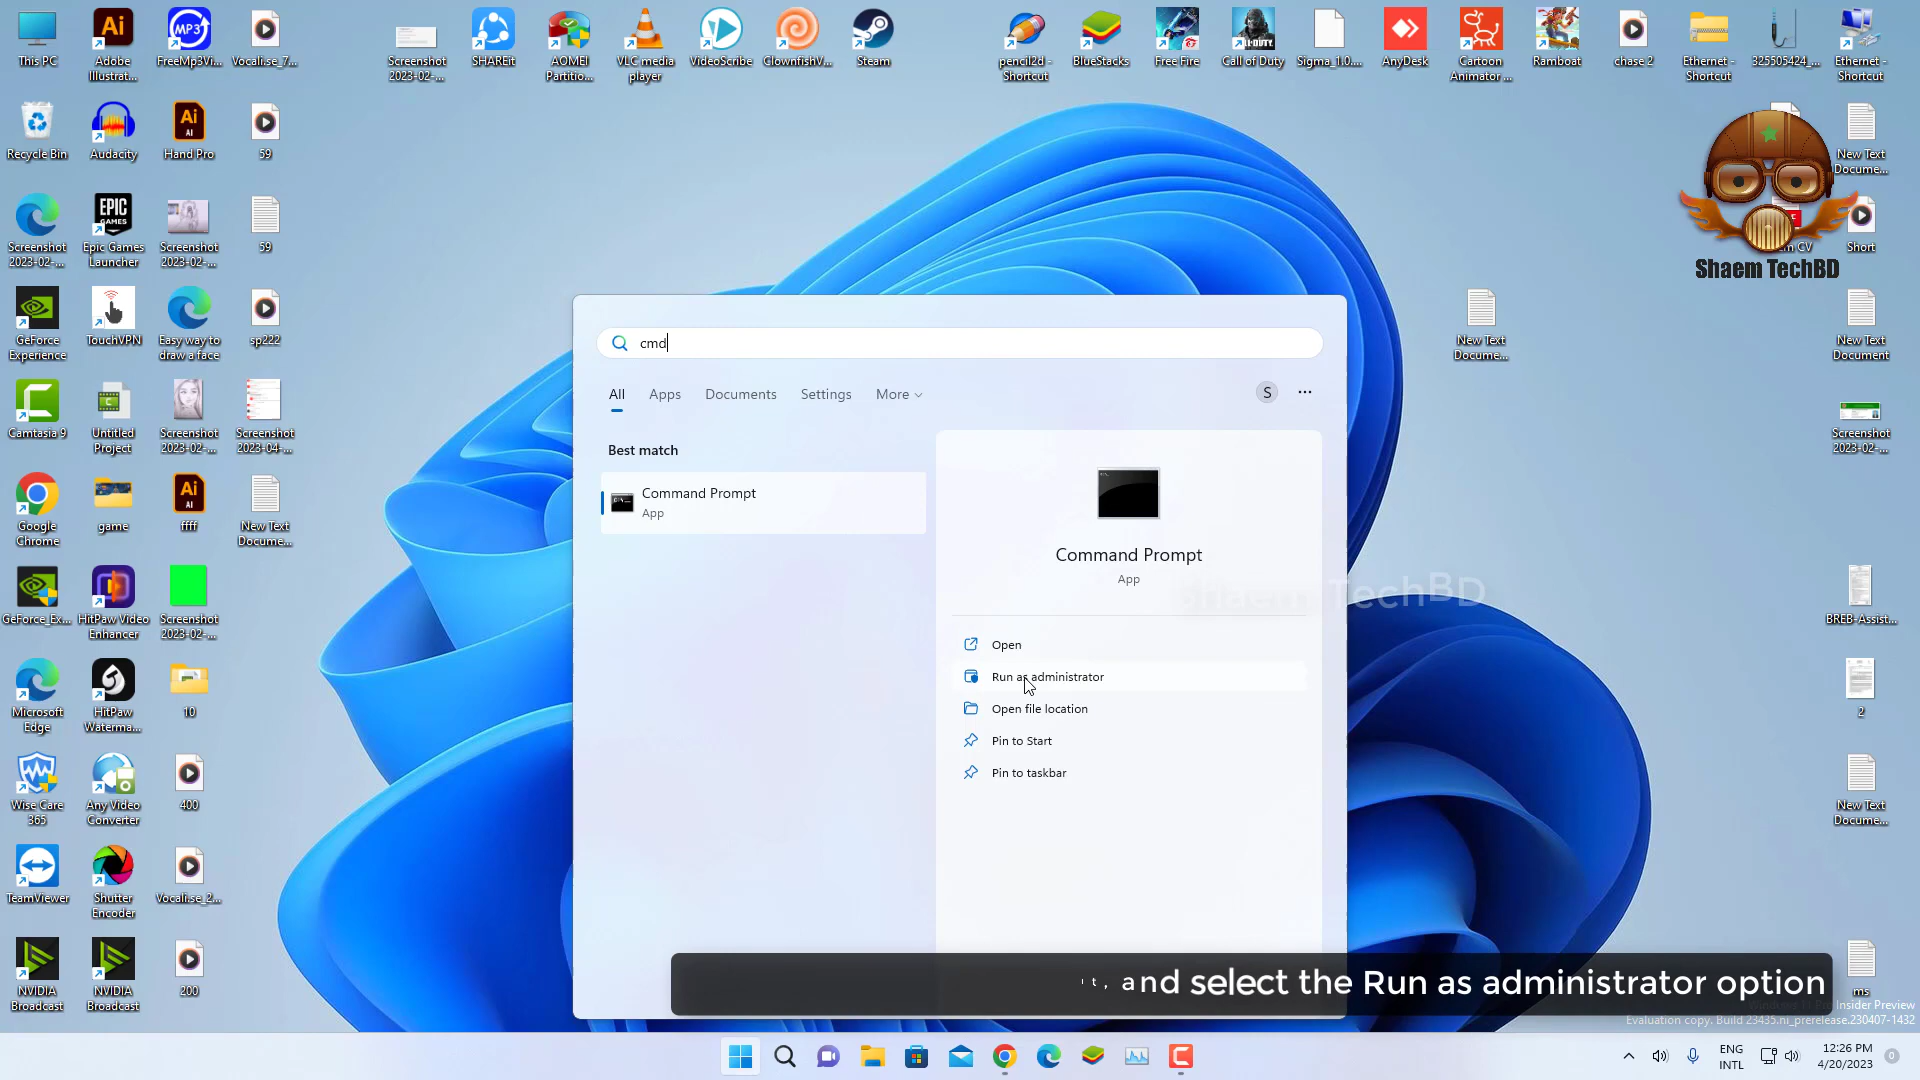 This PC
Adobe
Illustrat...
FreeMp3Vi...
Vocali.se_7...
Screenshot
2023-02-...
SHAREit
AOMEI
Partitio...
VLC media
player
VideoScribe
ClownfishV...
Steam
pencil2d -
Shortcut
BlueStacks
Free Fire
Call of Duty
Sigma_1.0....
AnyDesk
Cartoon
Animator ...
Ramboat
chase 2
Ethernet -
Shortcut
325505424_...
Ethernet -
Shortcut
Recycle Bin
Audacity
Hand Pro
59
New Text
Docume...
Screenshot
2023-02-...
Epic Games
Launcher
Screenshot
2023-02-...
59
CV
Short
Shaem TechBD
GeForce
Experience
TouchVPN
Easy way to
draw a face
sp222
New Text
Docume...
New Text
Document
cmd
All
Apps
Documents
Settings
More
S
Camtasia 9
Untitled
Project
Screenshot
2023-02-...
Screenshot
2023-04-...
Screenshot
2023-02-...
Best match
Command Prompt
App
Google
Chrome
game
ffff
New Text
Docume...
Command Prompt
App
Shaem TechBD
GeForce_Ex...
HitPaw Video
Enhancer
Screenshot
2023-02-...
BREB-Assist...
Open
Run as administrator
Open file location
Pin to Start
Pin to taskbar
Microsoft
Edge
HitPaw
Waterma...
10
2
Wise Care
365
Any Video
Converter
400
New Text
Docume...
TeamViewer
Shutter
Encoder
Vocali.se_2...
NVIDIA
Broadcast
NVIDIA
Broadcast
200
ms
t, and select the Run as administrator option
Insider Preview
Evaluation copy. Build 23435.ni_prerelease.230407-1432
ENG
INTL
12:26 PM
4/20/2023
0